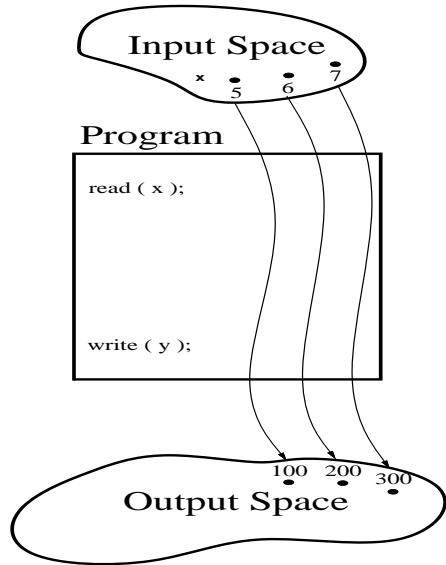 Input Space
x 5 6 7
Program
read ( x );
write ( y );
100 200 300
Output Space